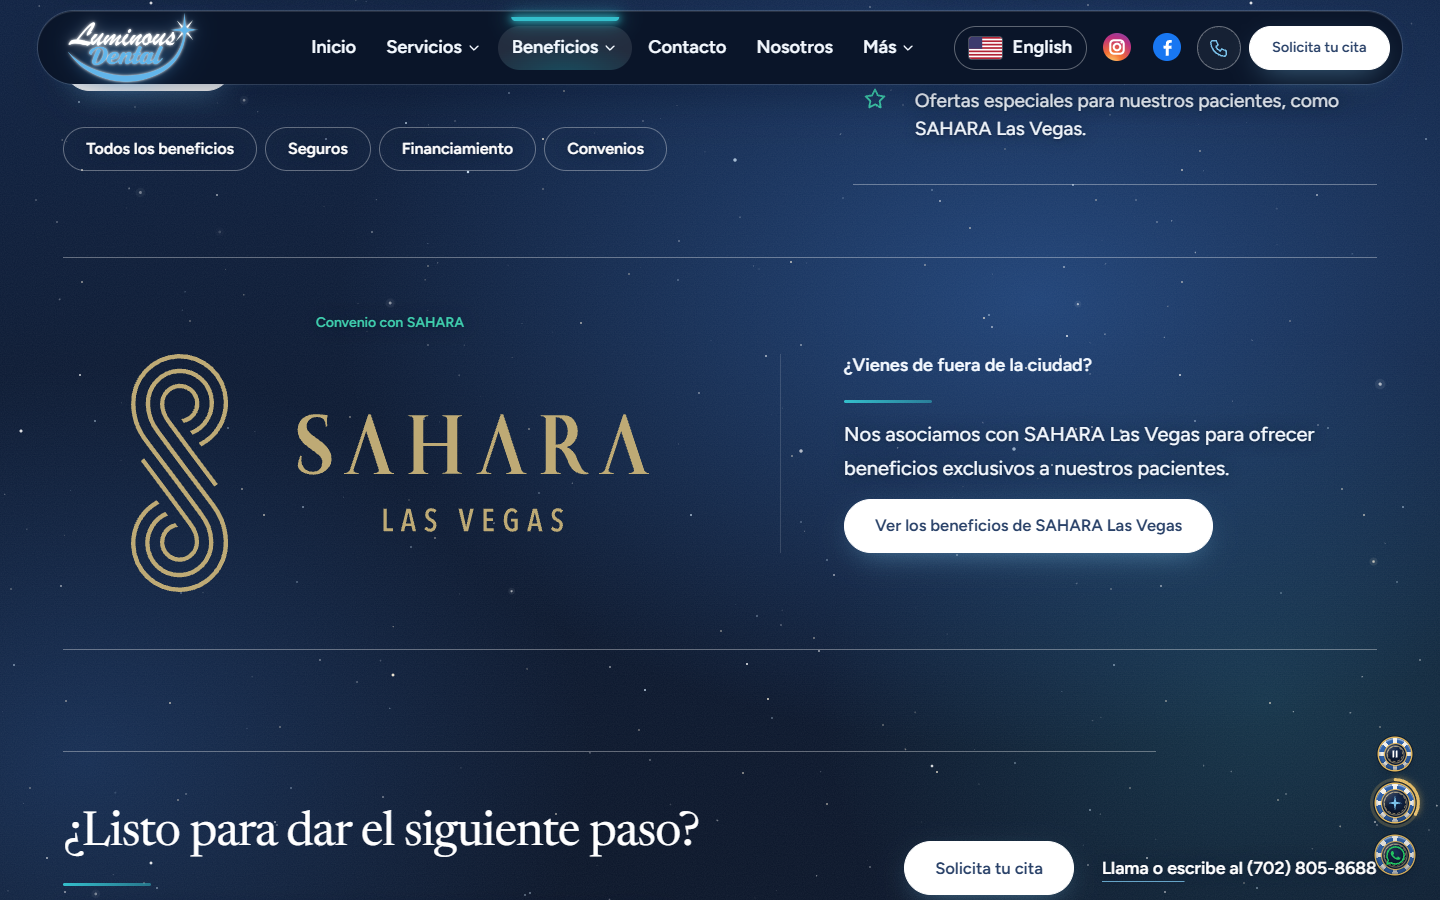 Luminous
Dental
Inicio
Servicios
Beneficios
Contacto
Nosotros
Más
English
Solicita tu cita
Ofertas especiales para nuestros pacientes, como
SAHARA Las Vegas.
Todos los beneficios
Seguros
Financiamiento
Convenios
Convenio con SAHARA
SAHARA
LAS VEGAS
¿Vienes de fuera de la ciudad?
Nos asociamos con SAHARA Las Vegas para ofrecer
beneficios exclusivos a nuestros pacientes.
Ver los beneficios de SAHARA Las Vegas
¿Listo para dar el siguiente paso?
Solicita tu cita
Llama o escribe al (702) 805-8688